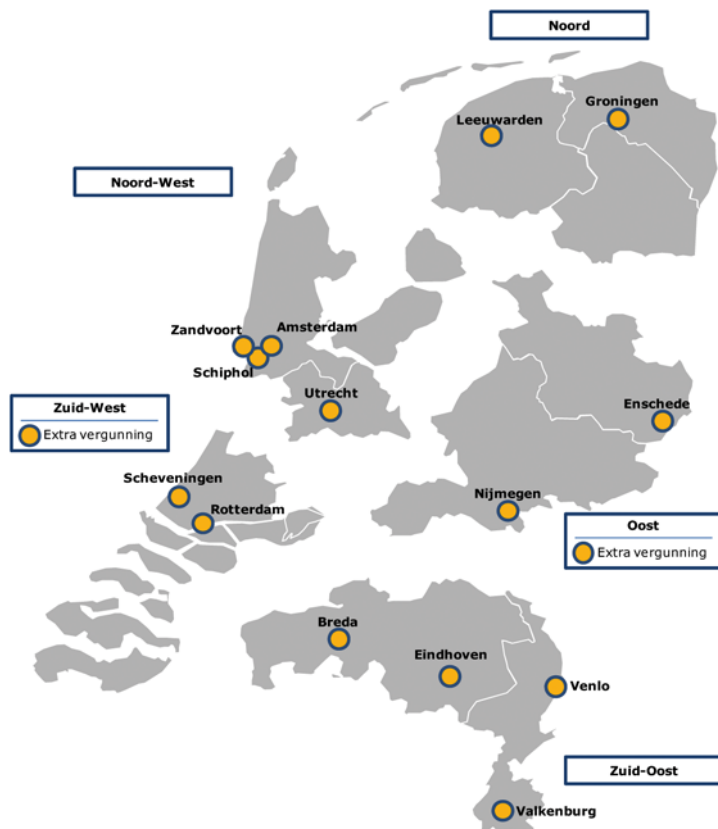 Noord
Groningen
Leeuwarden
Noord-West
Zandvoort
Amsterdam
Schiphol
Utrecht
Zuid-West
Extra vergunning
Enschede
Scheveningen
Rotterdam
Nijmegen
Oost
Extra vergunning
Breda
Eindhoven
Venlo
Zuid-Oost
Valkenburg